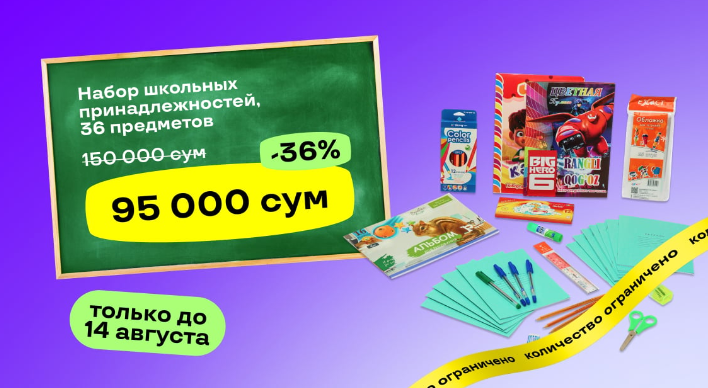 Набор школьных
принадлежностей,
36 предметов
150 000 сум
-36%
95 000 сум
только до
14 августа
Color
pencils
ЦВЕТНАЯ
BIG
HERO
6
RANGLI
QOG'OZ
Обложки
АЛЬБОМ
количество ограничено
ограничено